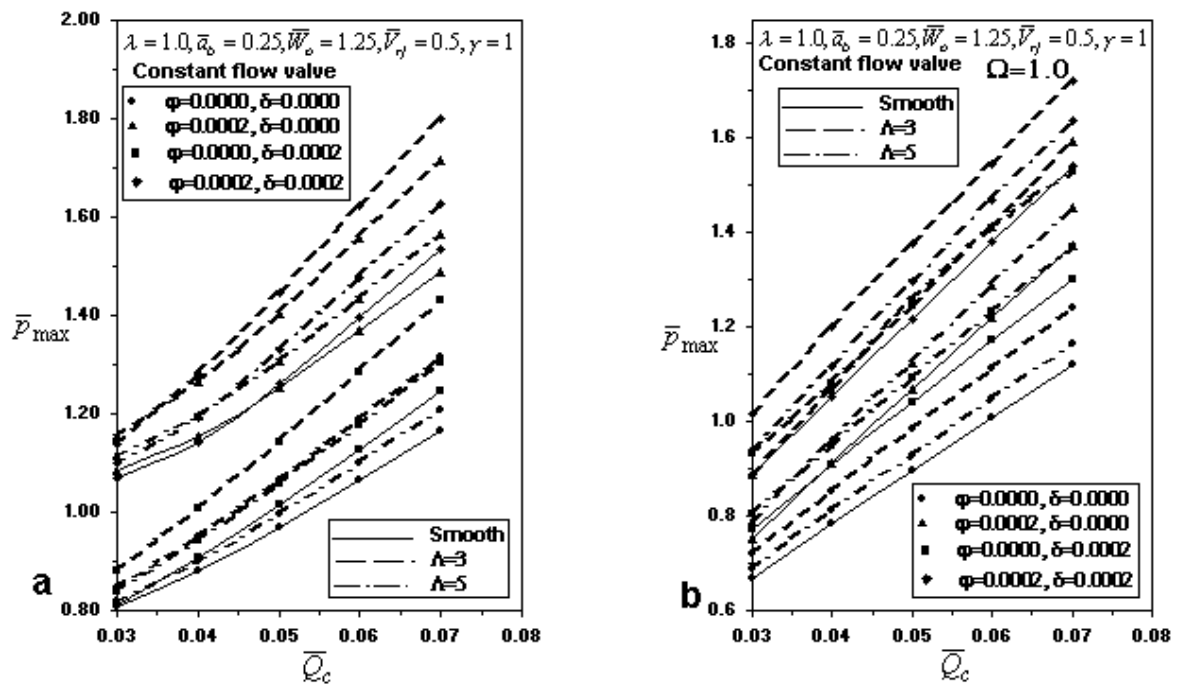 λ = 1.0, a̅_b = 0.25, W̅_o = 1.25, V̅_rj = 0.5, γ = 1
Constant flow valve
φ=0.0000, δ=0.0000
φ=0.0002, δ=0.0000
φ=0.0000, δ=0.0002
φ=0.0002, δ=0.0002
2.00
1.80
1.60
1.40
1.20
1.00
0.80
p̅_max
Smooth
Λ=3
Λ=5
a
0.03 0.04 0.05 0.06 0.07 0.08
Q̅_c
λ = 1.0, a̅_b = 0.25, W̅_o = 1.25, V̅_rj = 0.5, γ = 1
Constant flow valve
Ω=1.0
Smooth
Λ=3
Λ=5
1.8
1.6
1.4
1.2
1.0
0.8
0.6
p̅_max
φ=0.0000, δ=0.0000
φ=0.0002, δ=0.0000
φ=0.0000, δ=0.0002
φ=0.0002, δ=0.0002
b
0.03 0.04 0.05 0.06 0.07 0.08
Q̅_c